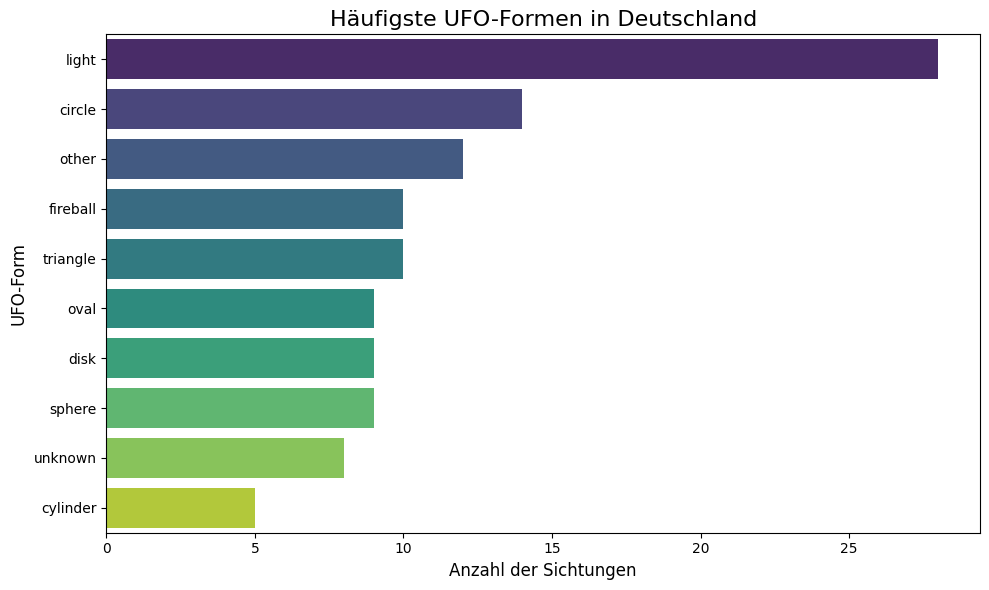 Häufigste UFO-Formen in Deutschland
light
circle
other
fireball
triangle
oval
disk
sphere
unknown
cylinder
UFO-Form
0 5 10 15 20 25
Anzahl der Sichtungen